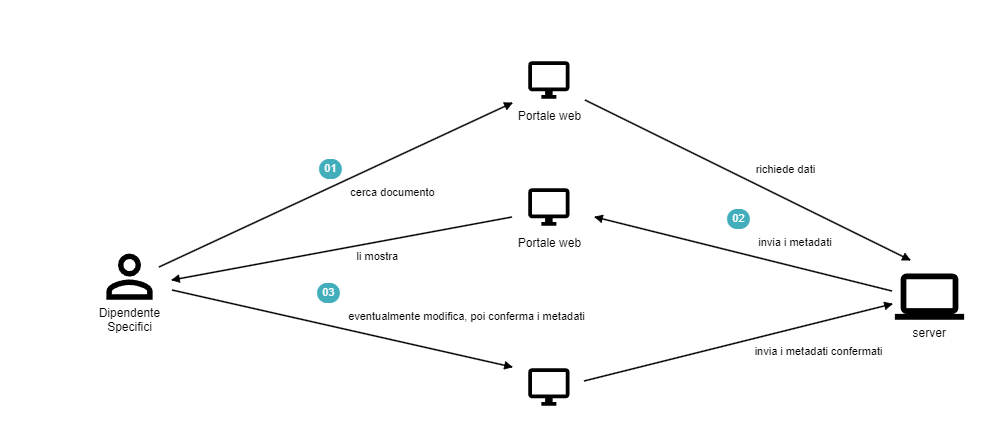 Portale web
01
richiede dati
cerca documento
02
Portale web
invia i metadati
li mostra
03
Dipendente
Specifici
eventualmente modifica, poi conferma i metadati
server
invia i metadati confermati